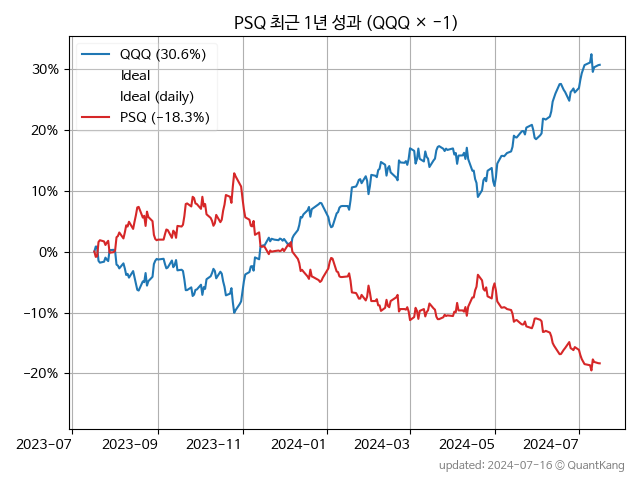 PSQ 최근 1년 성과 (QQQ × −1)
QQQ (30.6%)
Ideal
Ideal (daily)
PSQ (−18.3%)
30%
20%
10%
0%
−10%
−20%
2023−07
2023−09
2023−11
2024−01
2024−03
2024−05
2024−07
updated: 2024-07-16 © QuantKang